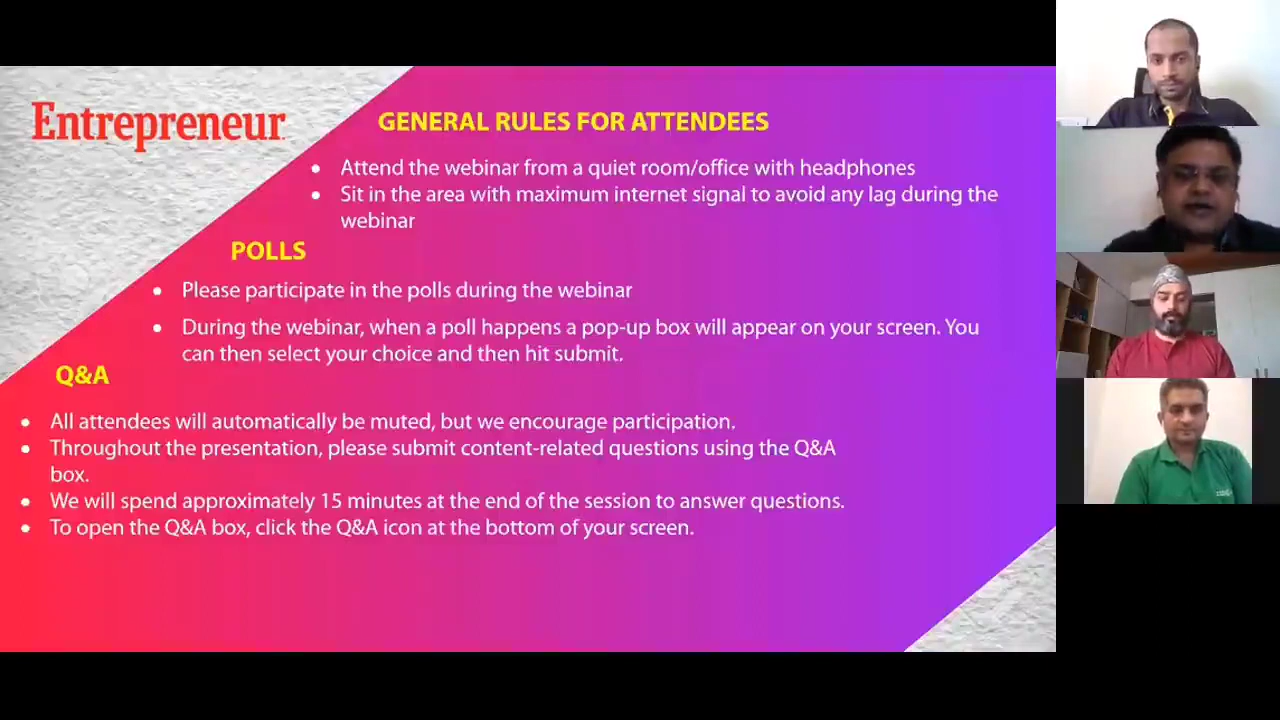 Entrepreneur
GENERAL RULES FOR ATTENDEES
• Attend the webinar from a quiet room/office with headphones
• Sit in the area with maximum internet signal to avoid any lag during the
webinar
POLLS
• Please participate in the polls during the webinar
• During the webinar, when a poll happens a pop-up box will appear on your screen. You
can then select your choice and then hit submit.
Q&A
• All attendees will automatically be muted, but we encourage participation.
• Throughout the presentation, please submit content-related questions using the Q&A
box.
• We will spend approximately 15 minutes at the end of the session to answer questions.
• To open the Q&A box, click the Q&A icon at the bottom of your screen.